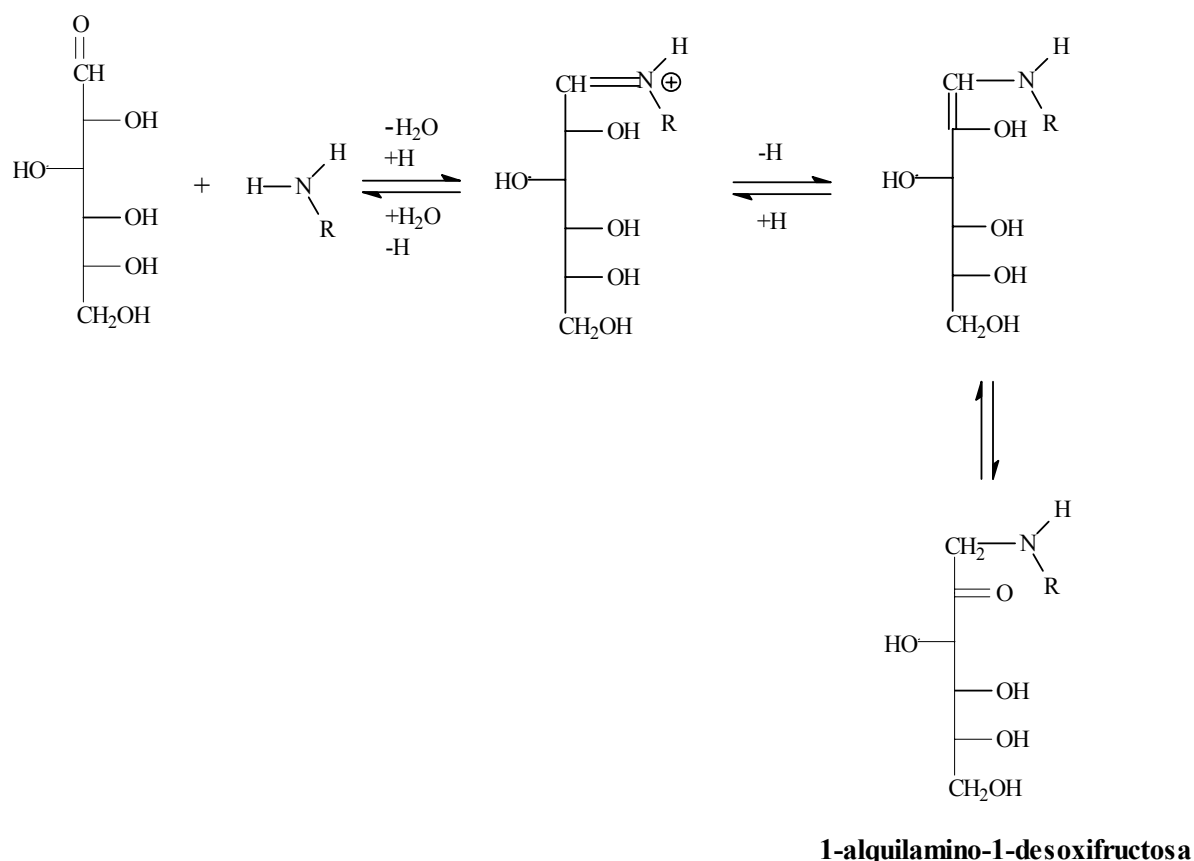 O
CH
OH
HO
OH
OH
CH2OH
+
H
H N
R
-H2O
+H
+H2O
-H
H
CH N
⊕
R
OH
HO
OH
OH
CH2OH
-H
+H
H
CH N
R
OH
HO
OH
OH
CH2OH
H
CH2 N
R
O
HO
OH
OH
CH2OH
1-alquilamino-1-desoxifructosa